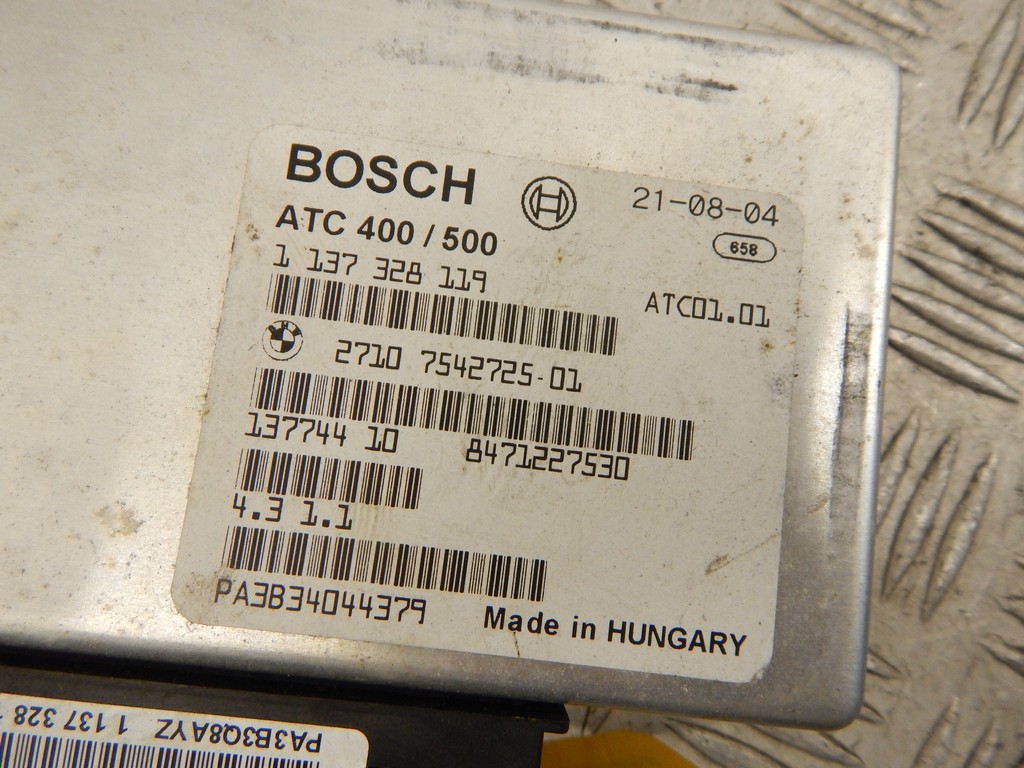 BOSCH
21-08-04
ATC 400 / 500
658
1 137 328 119
ATC01.01
2710 7542725-01
137744 10 8471227530
4.3 1.1
PA3B34044379
Made in HUNGARY
PA3B3Q8AYZ 1 137 328